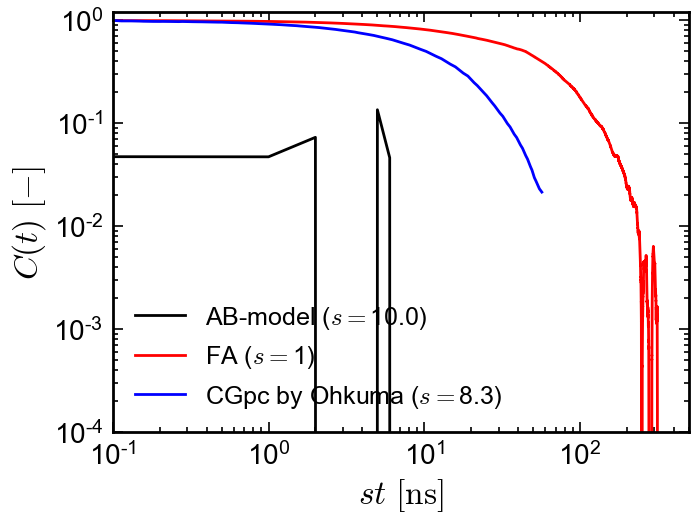 10^0
10^-1
10^-2
10^-3
10^-4
C(t) [−]
AB-model (s = 10.0)
FA (s = 1)
CGpc by Ohkuma (s = 8.3)
10^-1 10^0 10^1 10^2
st [ns]